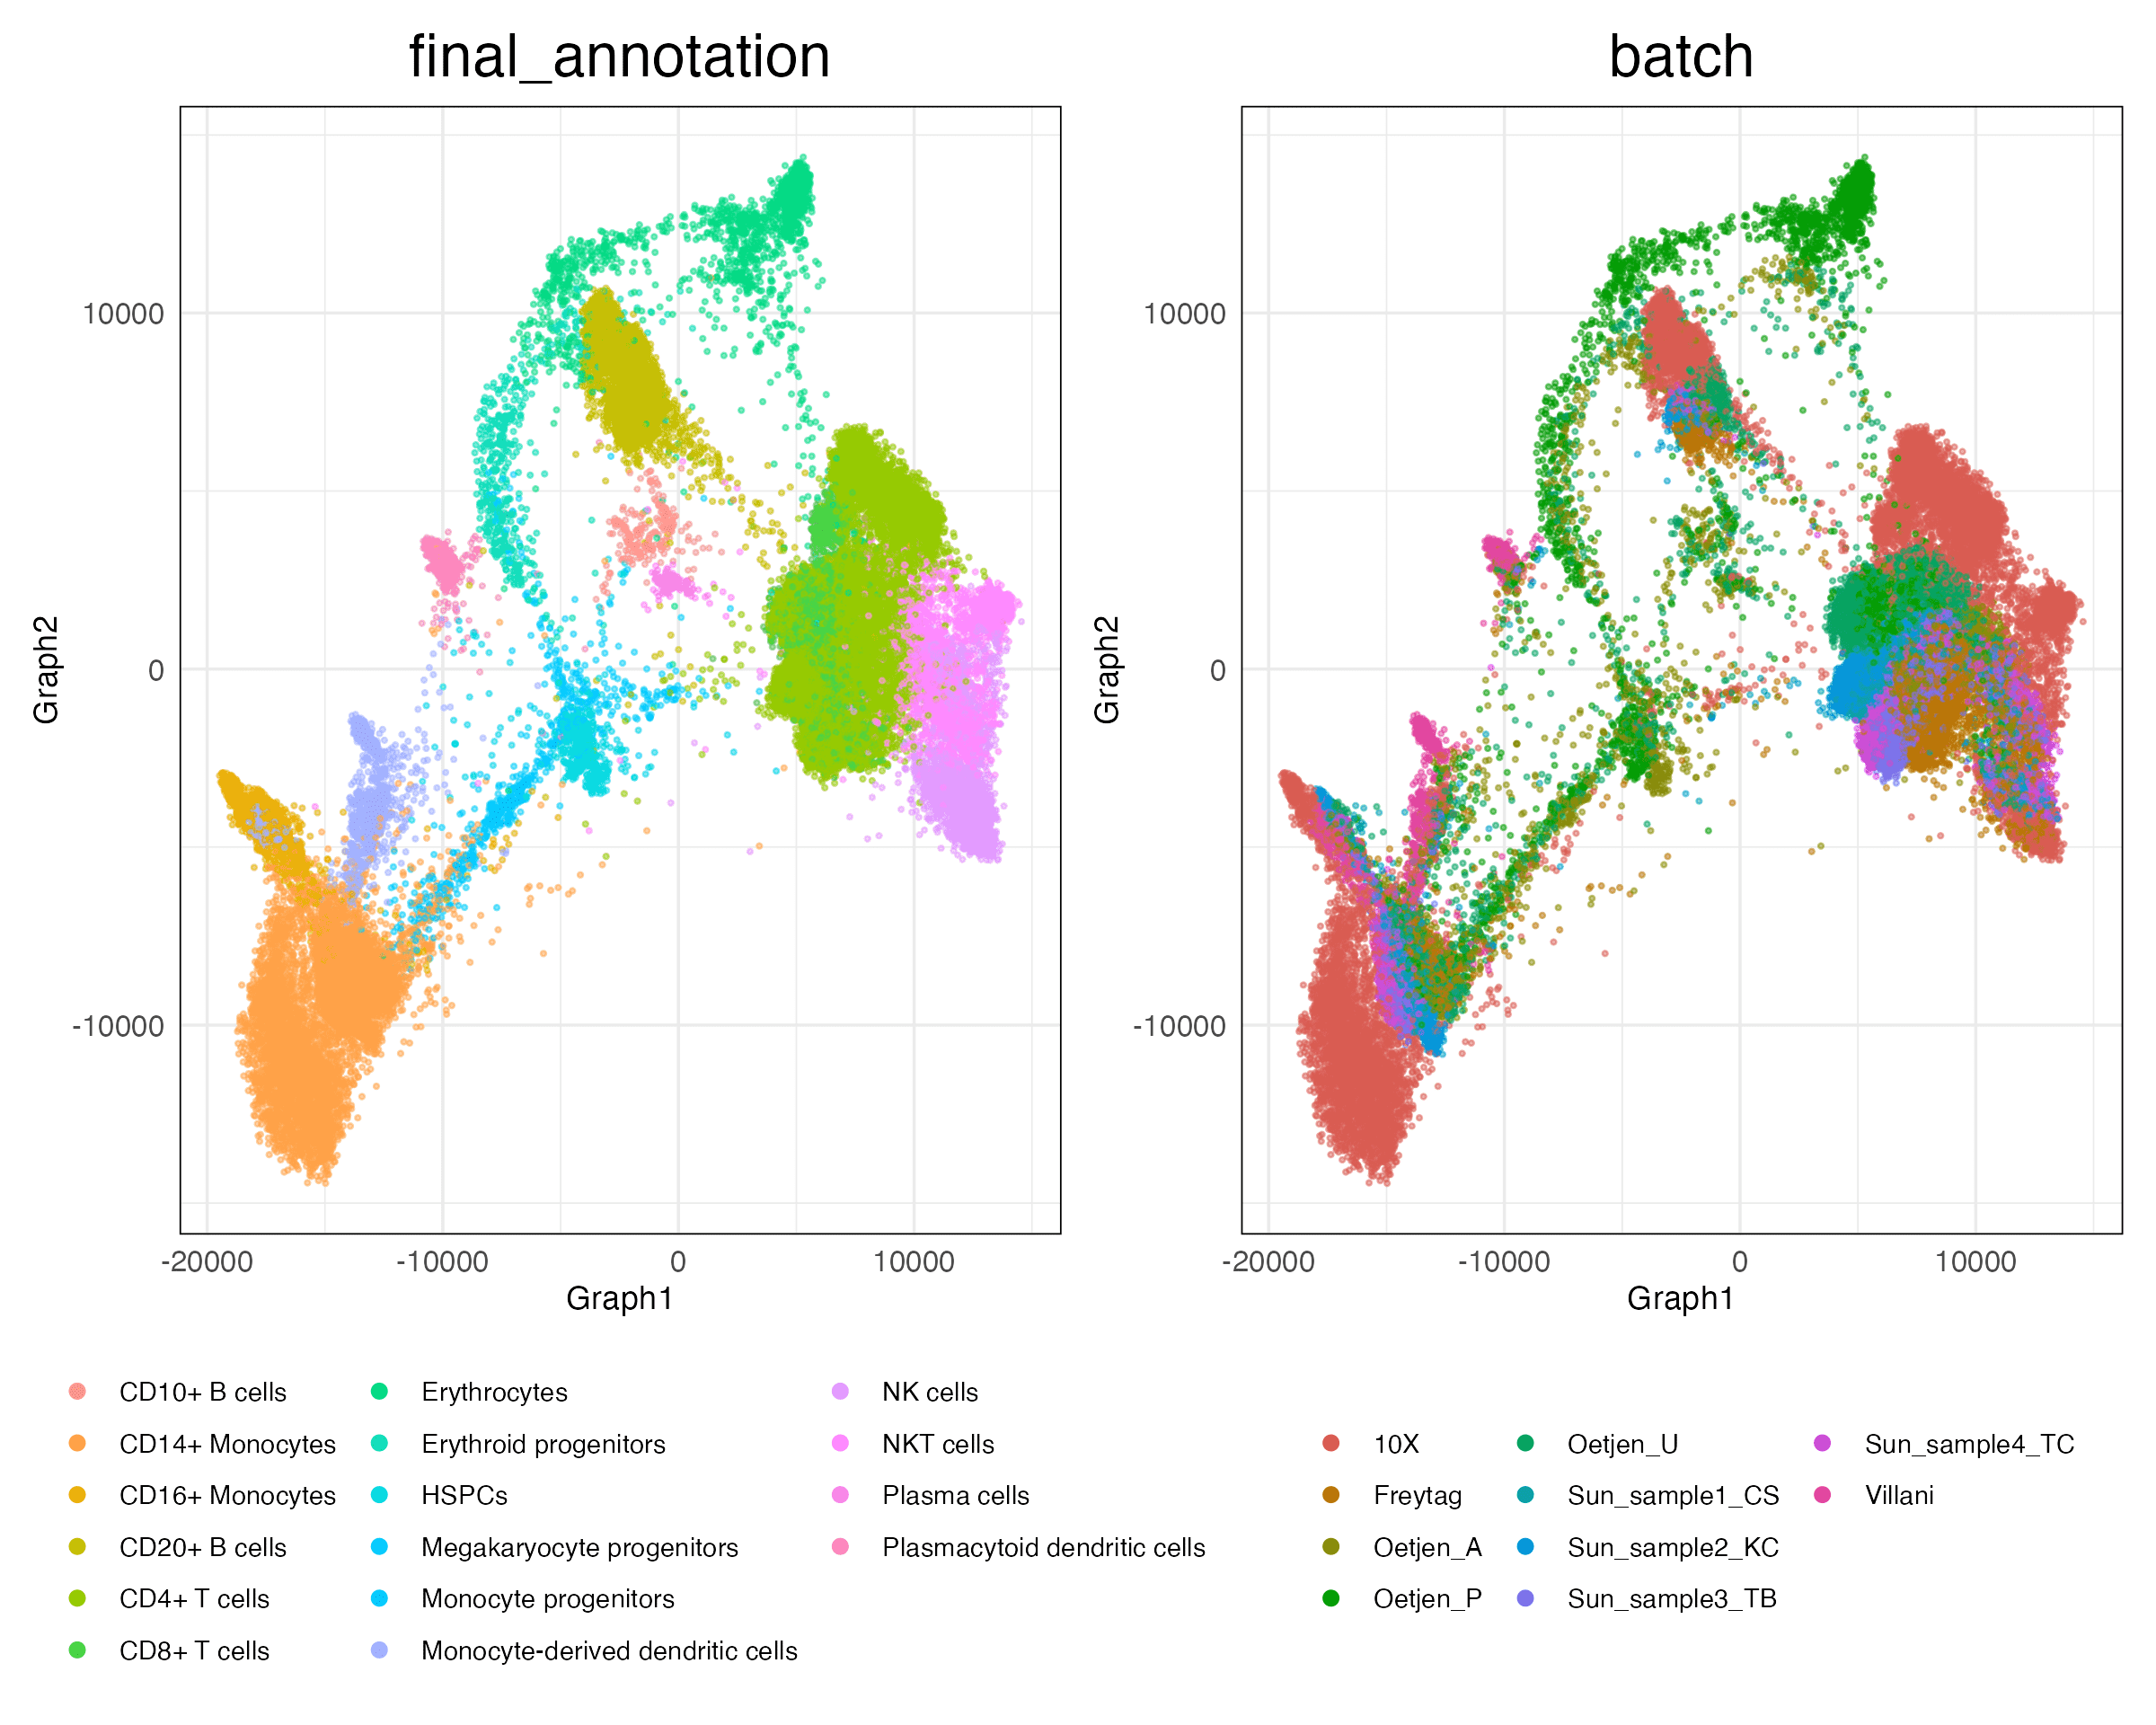 final_annotation
batch
Graph2
10000
0
-10000
-20000 -10000 0 10000
Graph1
Graph2
10000
0
-10000
-20000 -10000 0 10000
Graph1
CD10+ B cells
CD14+ Monocytes
CD16+ Monocytes
CD20+ B cells
CD4+ T cells
CD8+ T cells
Erythrocytes
Erythroid progenitors
HSPCs
Megakaryocyte progenitors
Monocyte progenitors
Monocyte-derived dendritic cells
NK cells
NKT cells
Plasma cells
Plasmacytoid dendritic cells
10X
Freytag
Oetjen_A
Oetjen_P
Oetjen_U
Sun_sample1_CS
Sun_sample2_KC
Sun_sample3_TB
Sun_sample4_TC
Villani